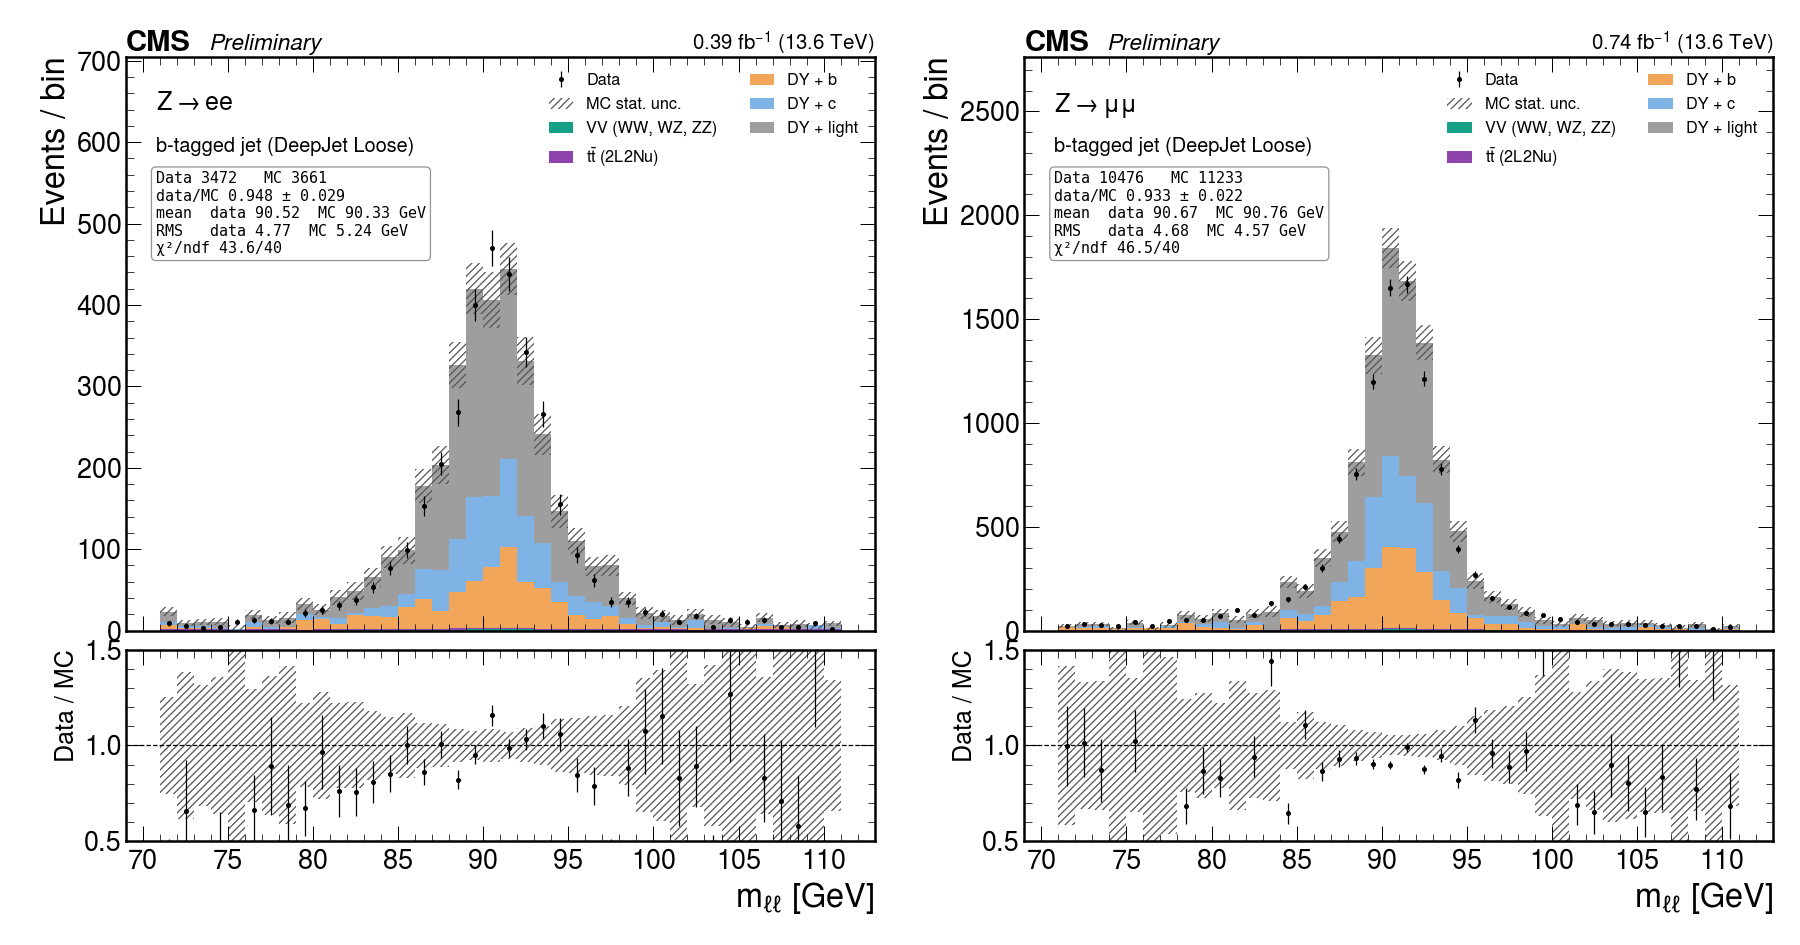 CMS Preliminary 0.39 fb⁻¹ (13.6 TeV)
Events / bin
700
600
500
400
300
200
100
0
Z → ee
b-tagged jet (DeepJet Loose)
Data 3472   MC 3661
data/MC 0.948 ± 0.029
mean  data 90.52  MC 90.33 GeV
RMS   data 4.77  MC 5.24 GeV
χ²/ndf 43.6/40
Data
MC stat. unc.
VV (WW, WZ, ZZ)
tt̄ (2L2Nu)
DY + b
DY + c
DY + light
Data / MC
1.5
1.0
0.5
70 75 80 85 90 95 100 105 110
mℓℓ [GeV]
CMS Preliminary 0.74 fb⁻¹ (13.6 TeV)
Events / bin
2500
2000
1500
1000
500
0
Z → μμ
b-tagged jet (DeepJet Loose)
Data 10476   MC 11233
data/MC 0.933 ± 0.022
mean  data 90.67  MC 90.76 GeV
RMS   data 4.68  MC 4.57 GeV
χ²/ndf 46.5/40
Data
MC stat. unc.
VV (WW, WZ, ZZ)
tt̄ (2L2Nu)
DY + b
DY + c
DY + light
Data / MC
1.5
1.0
0.5
70 75 80 85 90 95 100 105 110
mℓℓ [GeV]